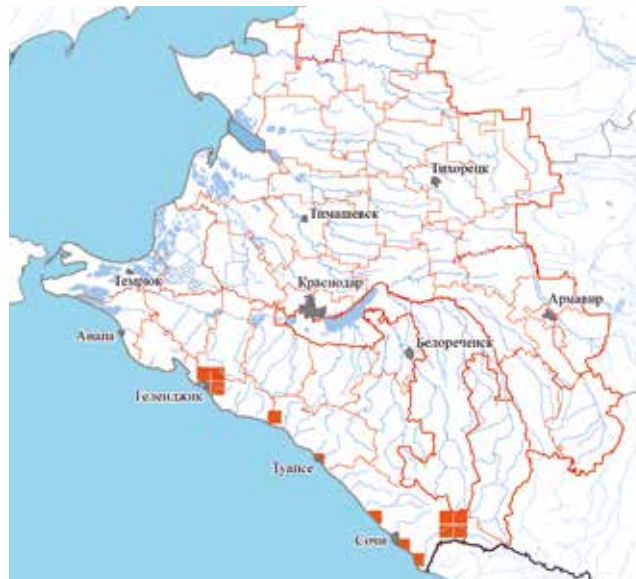 Тихорецк
Тимашевск
Темрюк
Краснодар
Армавир
Анапа
Белореченск
Геленджик
Туапсе
Сочи